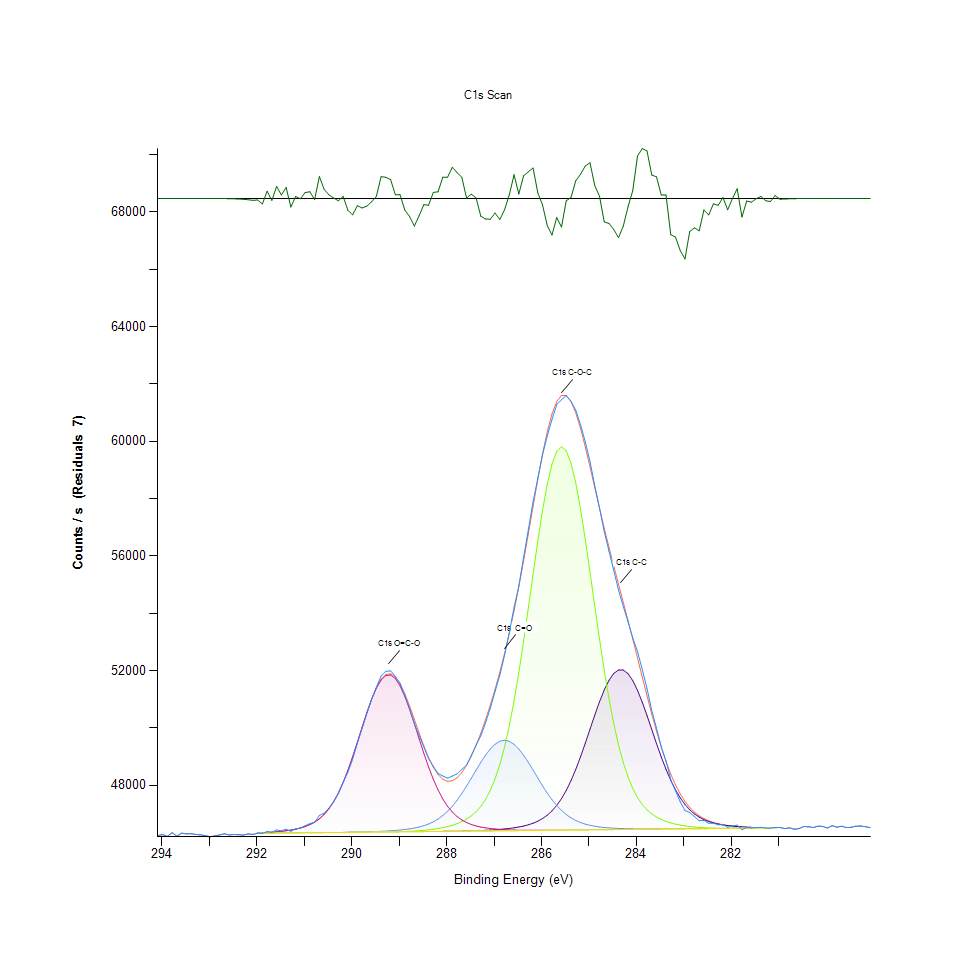 C1s Scan
68000
64000
60000
56000
52000
48000
Counts / s (Residuals 7)
C1s C-O-C
C1s C-C
C1s C=O
C1s O=C-O
294 292 290 288 286 284 282
Binding Energy (eV)